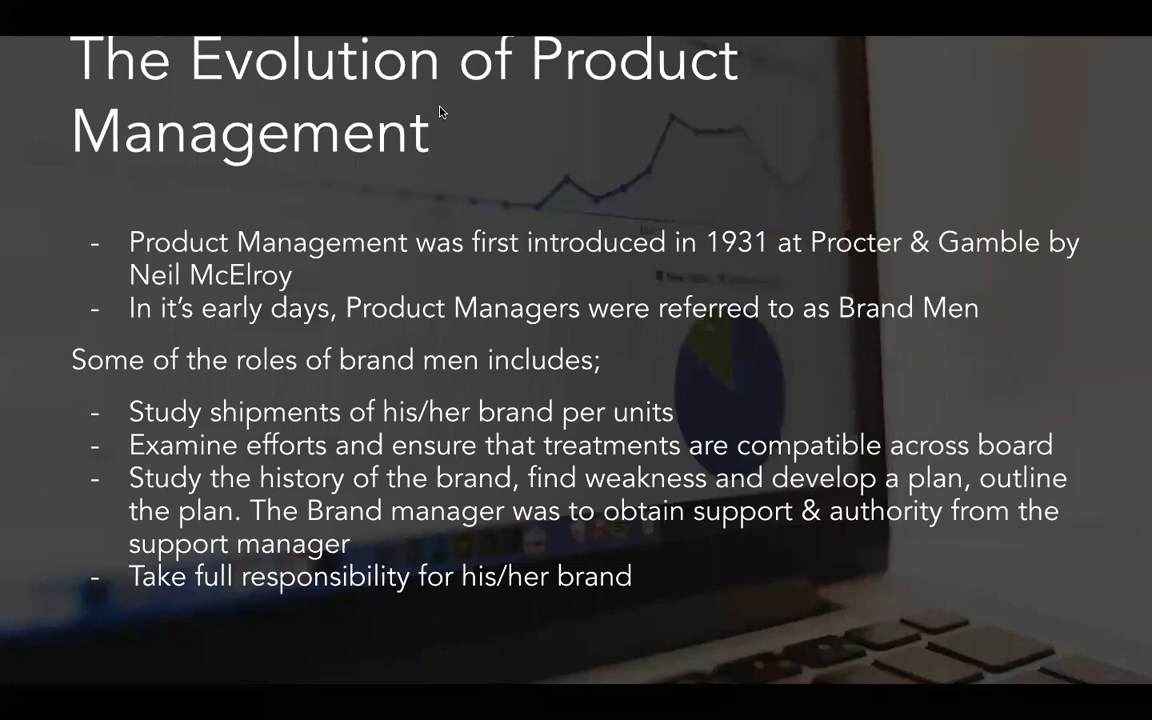 The Evolution of Product
Management
- Product Management was first introduced in 1931 at Procter & Gamble by
Neil McElroy
- In it’s early days, Product Managers were referred to as Brand Men
Some of the roles of brand men includes;
- Study shipments of his/her brand per units
- Examine efforts and ensure that treatments are compatible across board
- Study the history of the brand, find weakness and develop a plan, outline
the plan. The Brand manager was to obtain support & authority from the
support manager
- Take full responsibility for his/her brand